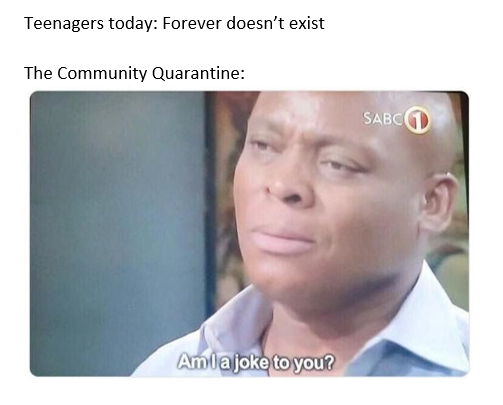 Teenagers today: Forever doesn’t exist
The Community Quarantine:
SABC 1
Am I a joke to you?